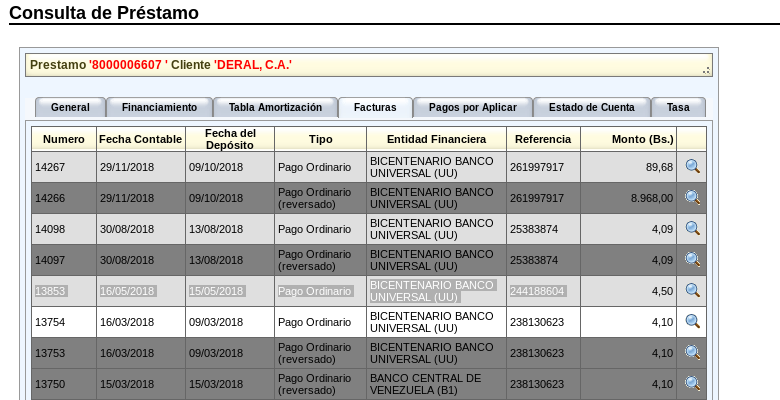 Consulta de Préstamo
Prestamo '8000006607 ' Cliente 'DERAL, C.A.'
General Financiamiento Tabla Amortización Facturas Pagos por Aplicar Estado de Cuenta Tasa
Numero Fecha Contable Fecha del Depósito Tipo Entidad Financiera Referencia Monto (Bs.)
14267 29/11/2018 09/10/2018 Pago Ordinario BICENTENARIO BANCO UNIVERSAL (UU) 261997917 89,68
14266 29/11/2018 09/10/2018 Pago Ordinario (reversado) BICENTENARIO BANCO UNIVERSAL (UU) 261997917 8.968,00
14098 30/08/2018 13/08/2018 Pago Ordinario BICENTENARIO BANCO UNIVERSAL (UU) 25383874 4,09
14097 30/08/2018 13/08/2018 Pago Ordinario (reversado) BICENTENARIO BANCO UNIVERSAL (UU) 25383874 4,09
13853 16/05/2018 15/05/2018 Pago Ordinario BICENTENARIO BANCO UNIVERSAL (UU) 244188604 4,50
13754 16/03/2018 09/03/2018 Pago Ordinario BICENTENARIO BANCO UNIVERSAL (UU) 238130623 4,10
13753 16/03/2018 09/03/2018 Pago Ordinario (reversado) BICENTENARIO BANCO UNIVERSAL (UU) 238130623 4,10
13750 15/03/2018 15/03/2018 Pago Ordinario (reversado) BANCO CENTRAL DE VENEZUELA (B1) 238130623 4,10